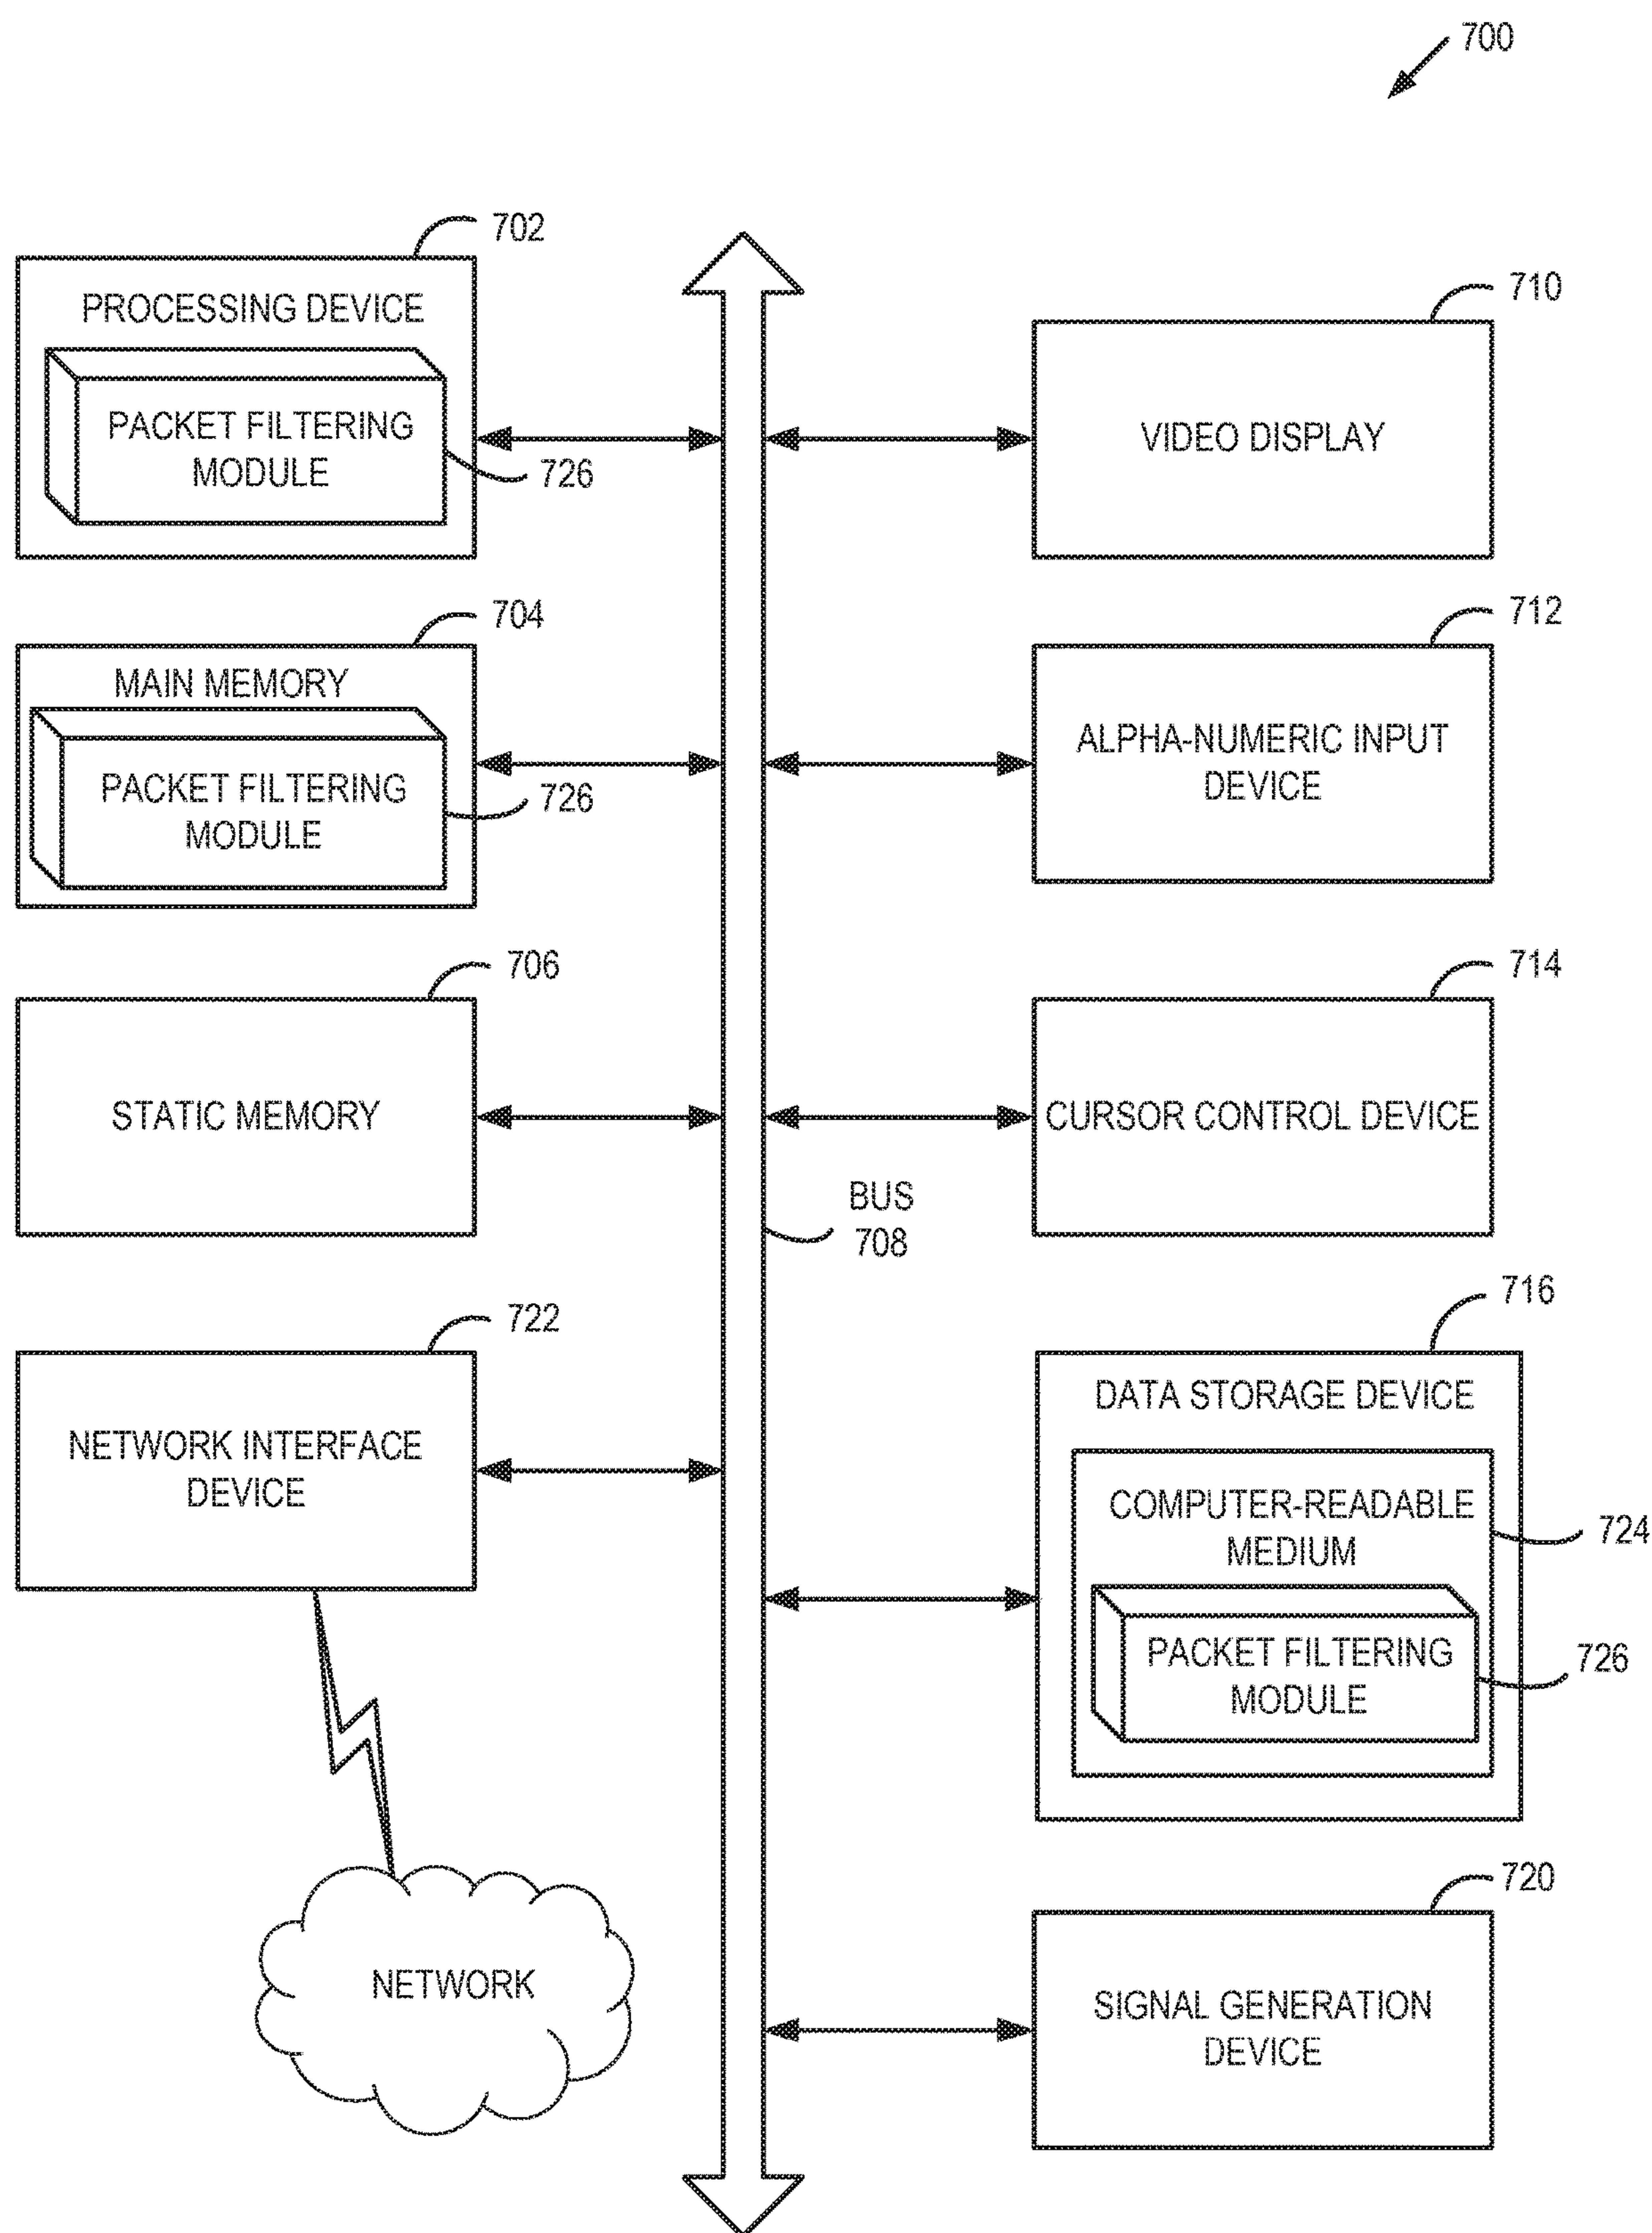 700
702
PROCESSING DEVICE
PACKET FILTERING
MODULE
726
710
VIDEO DISPLAY
704
MAIN MEMORY
PACKET FILTERING
MODULE
726
712
ALPHA-NUMERIC INPUT
DEVICE
706
STATIC MEMORY
714
CURSOR CONTROL DEVICE
BUS
708
722
NETWORK INTERFACE
DEVICE
716
DATA STORAGE DEVICE
COMPUTER-READABLE
MEDIUM
724
PACKET FILTERING
MODULE
726
NETWORK
720
SIGNAL GENERATION
DEVICE